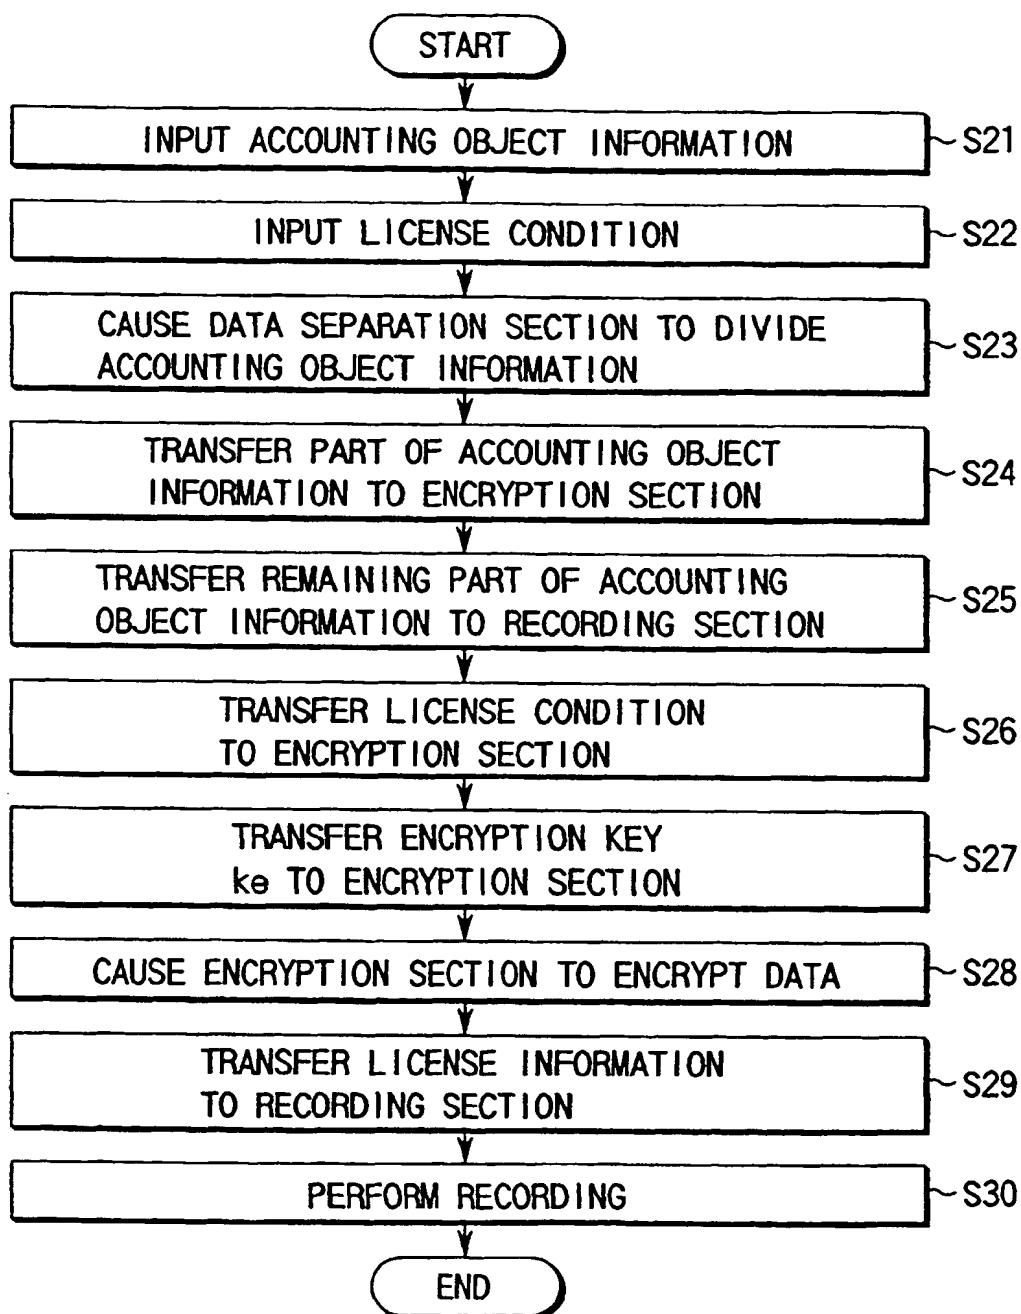 START
INPUT ACCOUNTING OBJECT INFORMATION
S21
INPUT LICENSE CONDITION
S22
CAUSE DATA SEPARATION SECTION TO DIVIDE
ACCOUNTING OBJECT INFORMATION
S23
TRANSFER PART OF ACCOUNTING OBJECT
INFORMATION TO ENCRYPTION SECTION
S24
TRANSFER REMAINING PART OF ACCOUNTING
OBJECT INFORMATION TO RECORDING SECTION
S25
TRANSFER LICENSE CONDITION
TO ENCRYPTION SECTION
S26
TRANSFER ENCRYPTION KEY
ke TO ENCRYPTION SECTION
S27
CAUSE ENCRYPTION SECTION TO ENCRYPT DATA
S28
TRANSFER LICENSE INFORMATION
TO RECORDING SECTION
S29
PERFORM RECORDING
S30
END